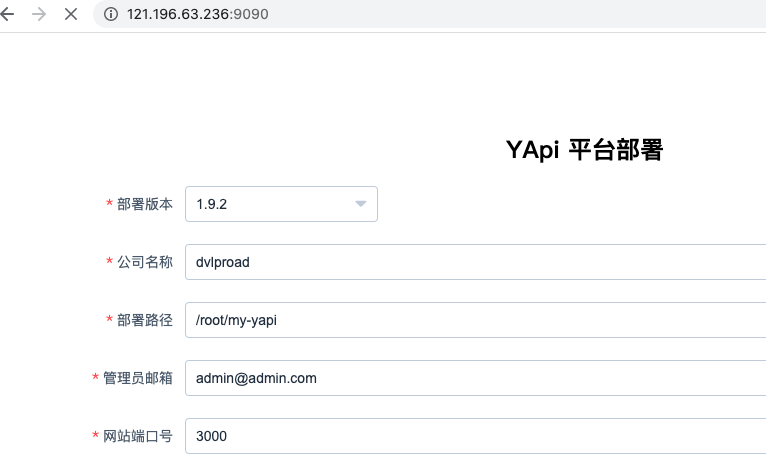 121.196.63.236:9090
YApi 平台部署
* 部署版本 1.9.2
* 公司名称 dvlproad
* 部署路径 /root/my-yapi
* 管理员邮箱 admin@admin.com
* 网站端口号 3000